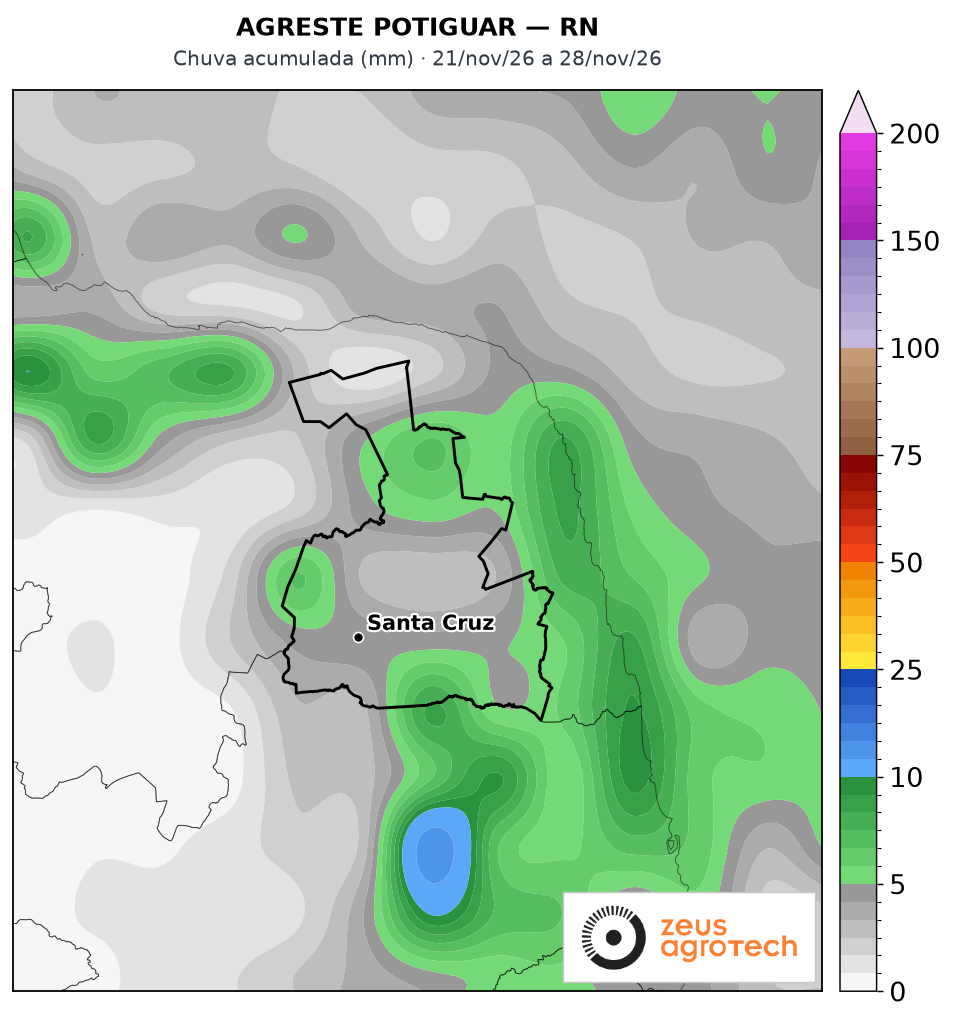 AGRESTE POTIGUAR — RN
Chuva acumulada (mm) · 21/nov/26 a 28/nov/26
200
150
100
75
50
25
10
5
0
Santa Cruz
zeus
agrotech